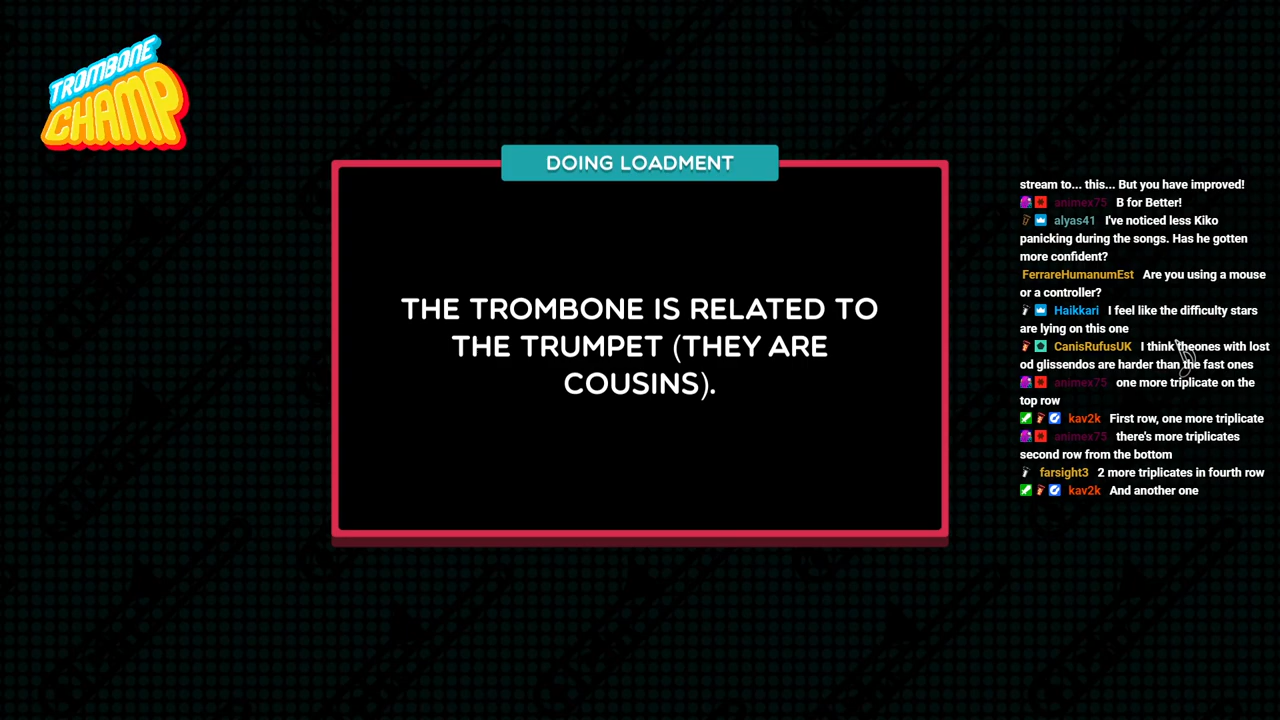 TROMBONE
CHAMP
DOING LOADMENT
THE TROMBONE IS RELATED TO
THE TRUMPET (THEY ARE
COUSINS).
stream to... this... But you have improved!
animex75 B for Better!
alyas41 I've noticed less Kiko
panicking during the songs. Has he gotten
more confident?
FerrareHumanumEst Are you using a mouse
or a controller?
Haikkari I feel like the difficulty stars
are lying on this one
CanisRufusUK I think theones with lost
od glissendos are harder than the fast ones
animex75 one more triplicate on the
top row
kav2k First row, one more triplicate
animex75 there's more triplicates
second row from the bottom
farsight3 2 more triplicates in fourth row
kav2k And another one